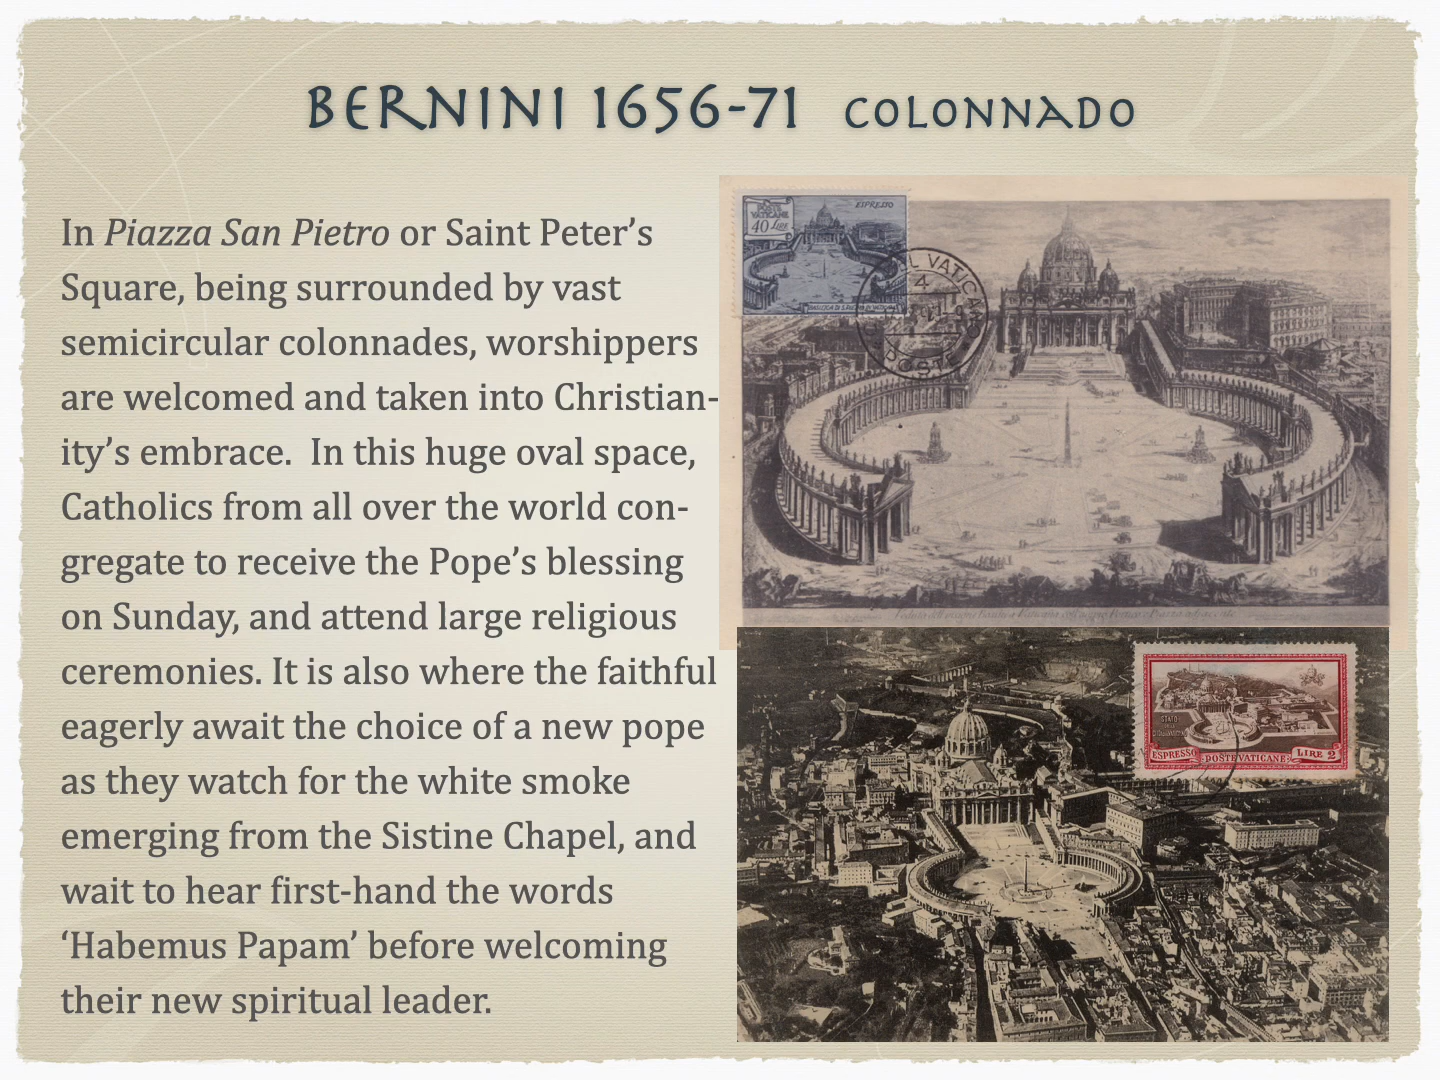 BERNINI 1656-71 COLONNADO
In Piazza San Pietro or Saint Peter’s
Square, being surrounded by vast
semicircular colonnades, worshippers
are welcomed and taken into Christian-
ity’s embrace.  In this huge oval space,
Catholics from all over the world con-
gregate to receive the Pope’s blessing
on Sunday, and attend large religious
ceremonies. It is also where the faithful
eagerly await the choice of a new pope
as they watch for the white smoke
emerging from the Sistine Chapel, and
wait to hear first-hand the words
‘Habemus Papam’ before welcoming
their new spiritual leader.
POSTE
VATICANE
40 LIRE
ESPRESSO
VATICANO
4
POSTE
STATO
ESPRESSO POSTE VATICANE LIRE 2